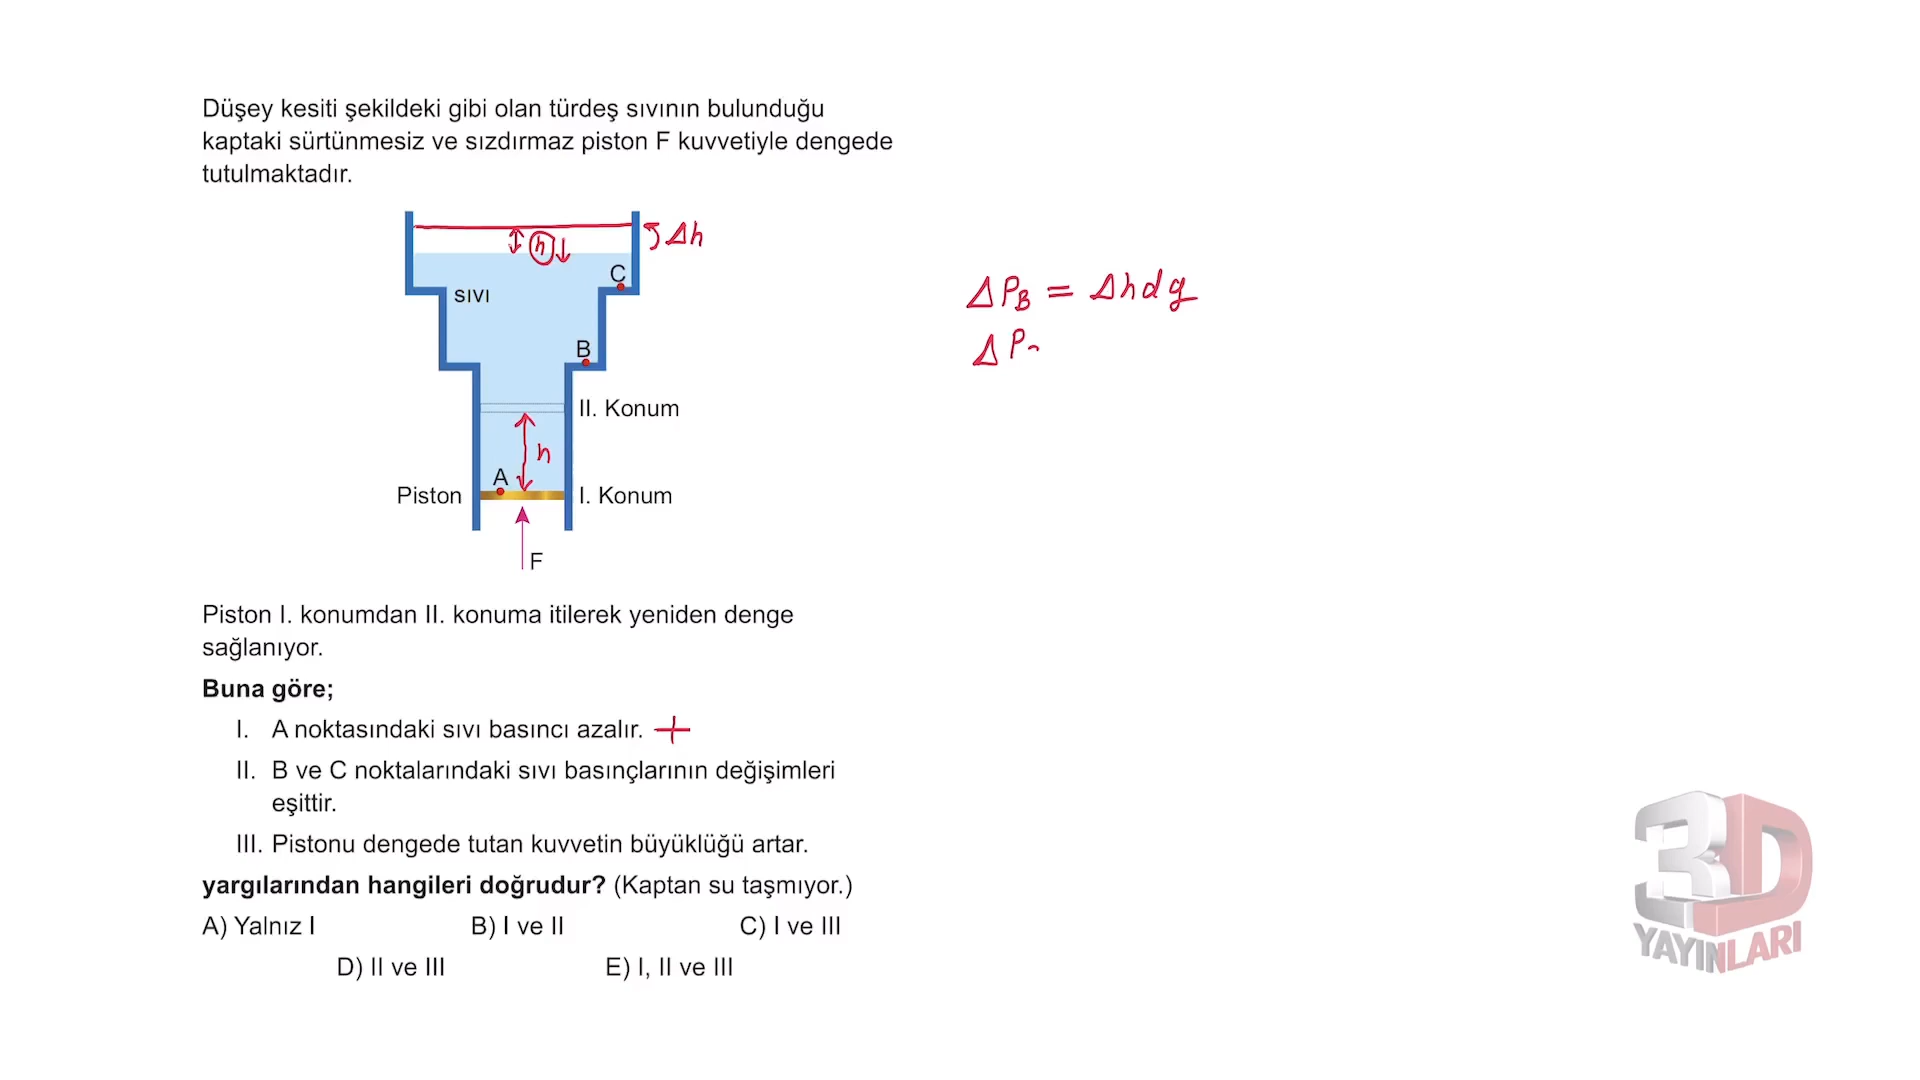 Düşey kesiti şekildeki gibi olan türdeş sıvının bulunduğu
kaptaki sürtünmesiz ve sızdırmaz piston F kuvvetiyle dengede
tutulmaktadır.
Δh
h
C
SIVI
ΔP_B = Δhdg
ΔP
B
II. Konum
h
A
Piston
I. Konum
F
Piston I. konumdan II. konuma itilerek yeniden denge
sağlanıyor.
Buna göre;
I. A noktasındaki sıvı basıncı azalır. +
II. B ve C noktalarındaki sıvı basınçlarının değişimleri
eşittir.
III. Pistonu dengede tutan kuvvetin büyüklüğü artar.
yargılarından hangileri doğrudur? (Kaptan su taşmıyor.)
A) Yalnız I B) I ve II C) I ve III
D) II ve III E) I, II ve III
3D
YAYINLARI